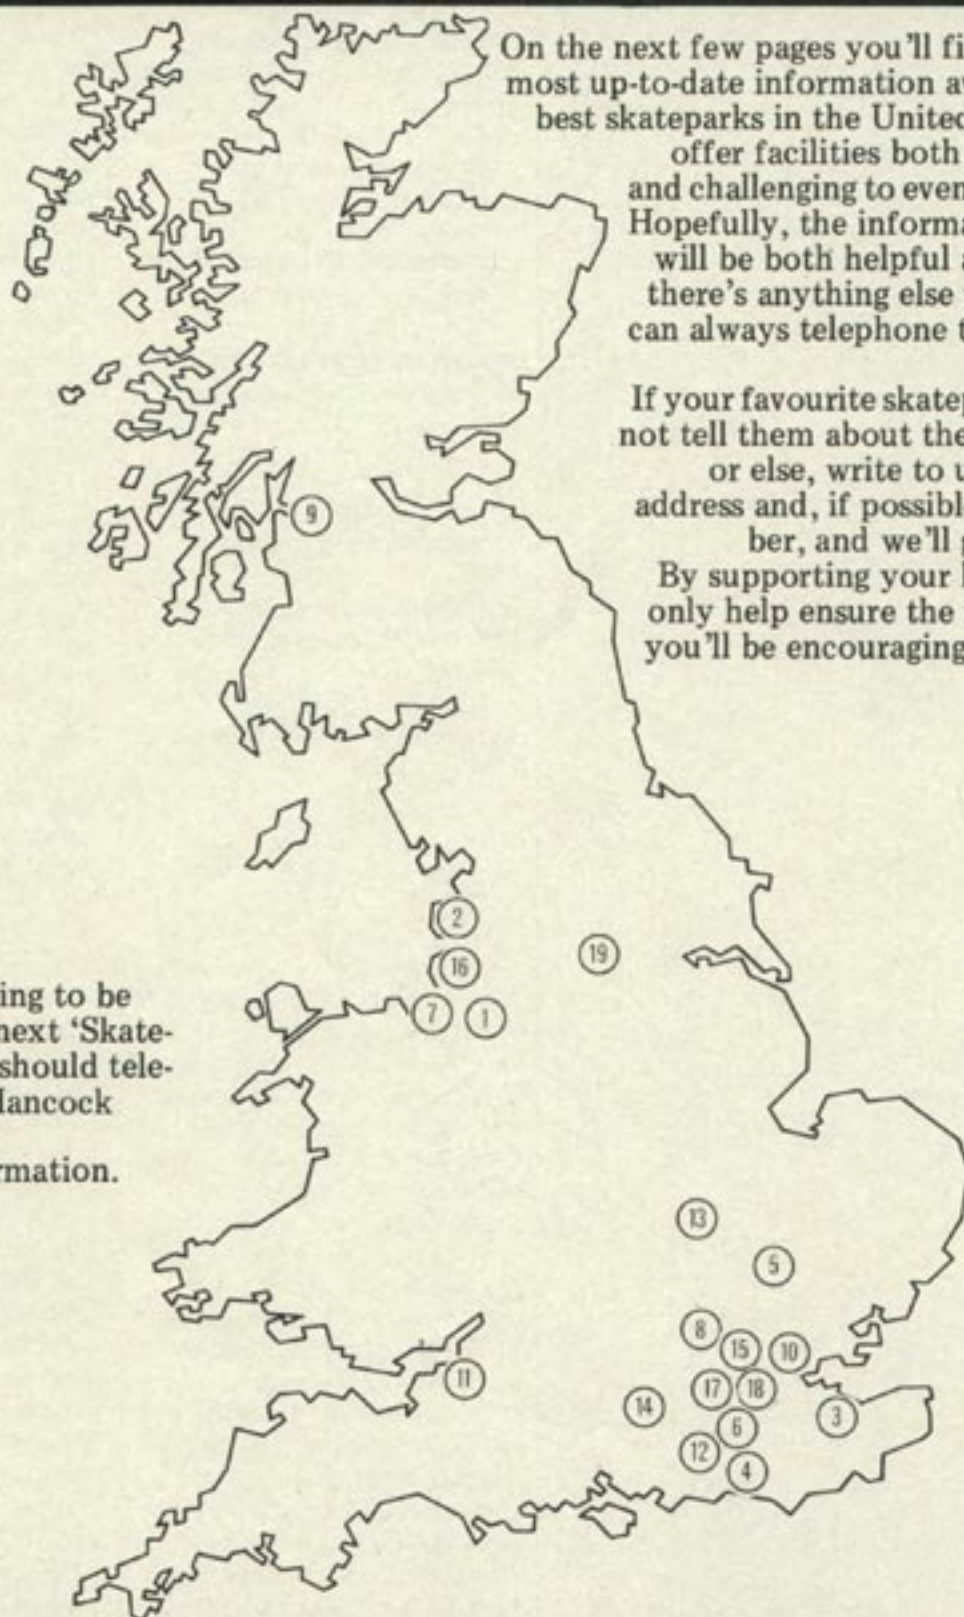 On the next few pages you'll fi
most up-to-date information av
best skateparks in the United
offer facilities both
and challenging to even
Hopefully, the informa
will be both helpful a
there's anything else
can always telephone t
If your favourite skatep
not tell them about the
or else, write to u
address and, if possible
ber, and we'll g
By supporting your l
only help ensure the
you'll be encouraging
9
2
16
19
7 1
ing to be
next 'Skate-
should tele-
Hancock
rmation.
13
5
8
15 10
11
17 18
14
3
6
12
4